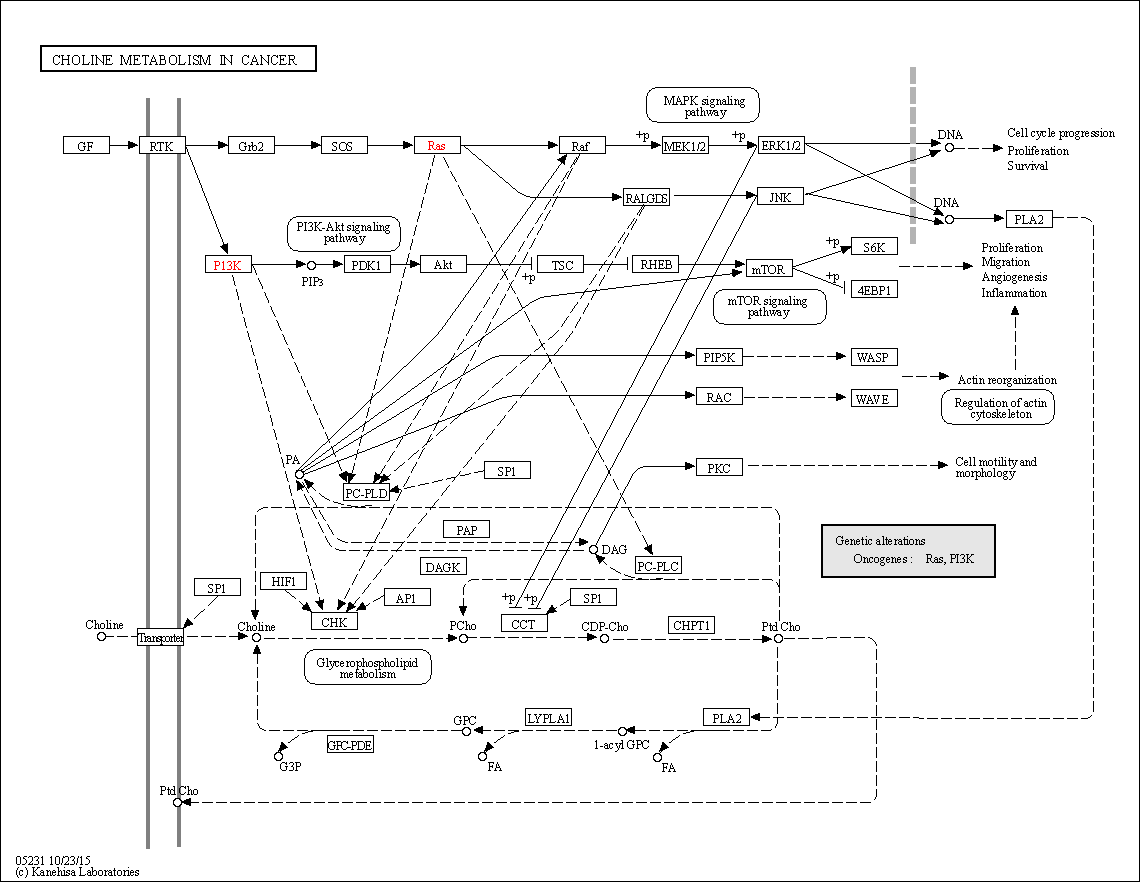 CHOLINE METABOLISM IN CANCER
MAPK signaling
pathway
GF
RTK
Grb2
SOS
Ras
Raf
+p
MEK1/2
+p
ERK1/2
DNA
Cell cycle progression
Proliferation
Survival
RALGDS
JNK
DNA
PLA2
PI3K-Akt signaling
pathway
P13K
PIP3
PDK1
Akt
+p
TSC
RHEB
mTOR
+p
S6K
+p
4EBP1
Proliferation
Migration
Angiogenesis
Inflammation
mTOR signaling
pathway
PIP5K
WASP
RAC
WAVE
Actin reorganization
Regulation of actin
cytoskeleton
PA
PC-PLD
SP1
PKC
Cell motility and
morphology
PAP
DAG
DAGK
PC-PLC
Genetic alterations
Oncogenes : Ras, PI3K
SP1
HIF1
AP1
CHK
+p
+p
SP1
CCT
Choline
Transporter
Choline
PCho
CDP-Cho
CHPT1
Ptd Cho
Glycerophospholipid
metabolism
GPC
LYPLA1
PLA2
GPC-PDE
1-acyl GPC
G3P
FA
FA
Ptd Cho
05231 10/23/15
(c) Kanehisa Laboratories